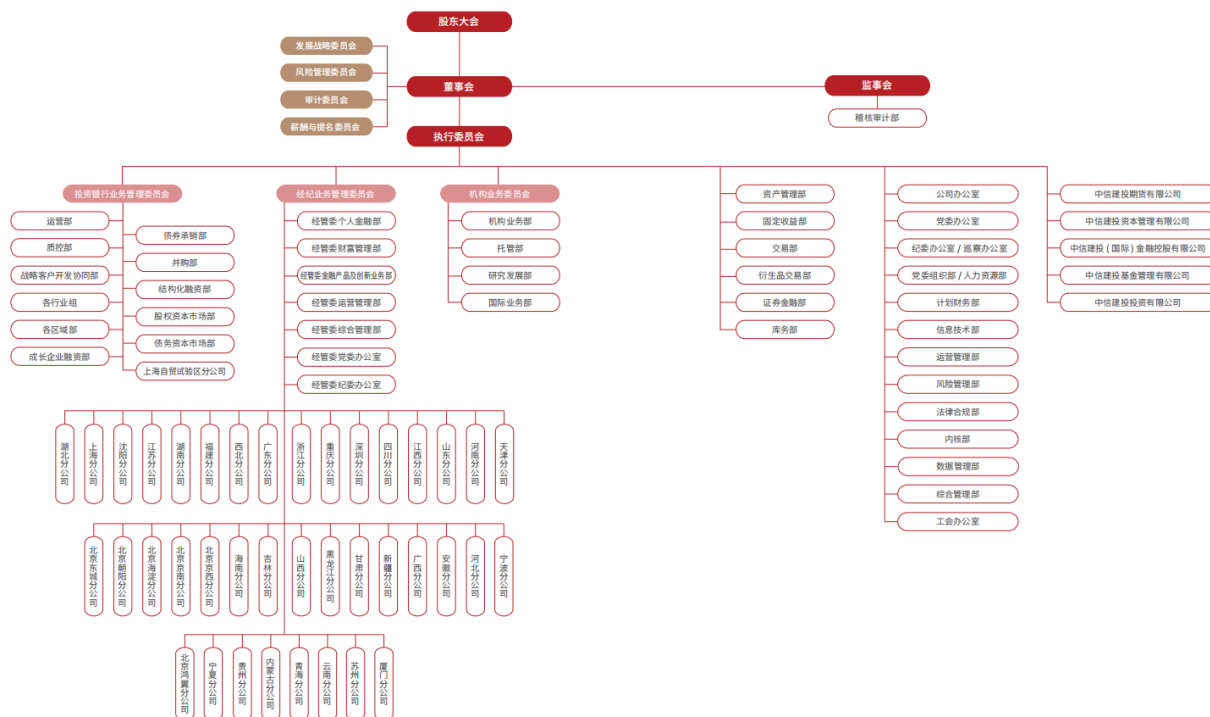 股东大会
发展战略委员会
风险管理委员会
审计委员会
薪酬与提名委员会
董事会
监事会
稽核审计部
执行委员会
投资银行业务管理委员会
运营部
质控部
战略客户开发协同部
各行业组
各区域部
成长企业融资部
债券承销部
并购部
结构化融资部
股权资本市场部
债务资本市场部
上海自贸试验区分公司
经纪业务管理委员会
经管委个人金融部
经管委财富管理部
经管委金融产品及创新业务部
经管委运营管理部
经管委综合管理部
经管委党委办公室
经管委纪委办公室
机构业务委员会
机构业务部
托管部
研究发展部
国际业务部
资产管理部
固定收益部
交易部
衍生品交易部
证券金融部
库务部
公司办公室
党委办公室
纪委办公室 / 巡察办公室
党委组织部 / 人力资源部
计划财务部
信息技术部
运营管理部
风险管理部
法律合规部
内核部
数据管理部
综合管理部
工会办公室
中信建投期货有限公司
中信建投资本管理有限公司
中信建投（国际）金融控股有限公司
中信建投基金管理有限公司
中信建投投资有限公司
湖北分公司
上海分公司
沈阳分公司
江苏分公司
湖南分公司
福建分公司
西北分公司
广东分公司
浙江分公司
重庆分公司
深圳分公司
四川分公司
江西分公司
山东分公司
河南分公司
天津分公司
北京东城分公司
北京朝阳分公司
北京海淀分公司
北京京南分公司
北京京西分公司
海南分公司
吉林分公司
山西分公司
黑龙江分公司
甘肃分公司
新疆分公司
广西分公司
安徽分公司
河北分公司
宁波分公司
北京鸿翼分公司
宁夏分公司
贵州分公司
内蒙古分公司
青海分公司
云南分公司
苏州分公司
厦门分公司